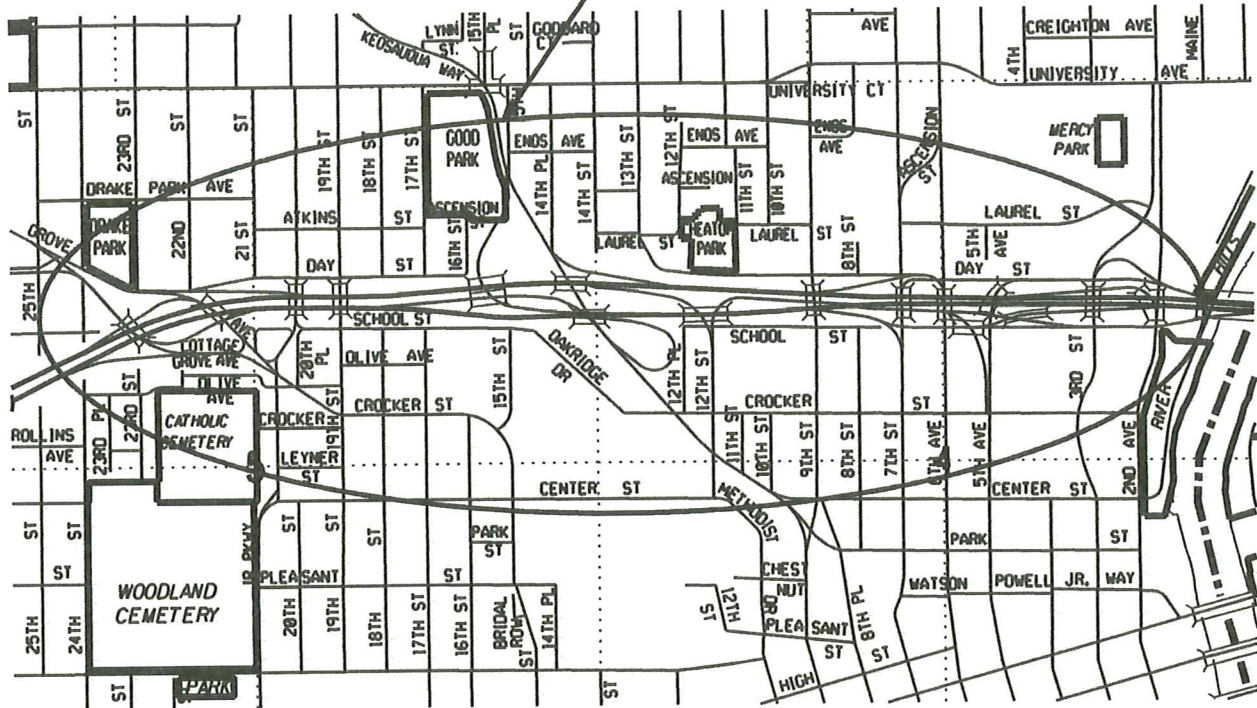 LYNN
ST.
15TH
PL
ST
GODDARD
CT
KEOSAUQUA WAY
AVE
4TH
CREIGHTON AVE
MAINE
UNIVERSITY AVE
UNIVERSITY CT
ST
23RD ST
ST
ST
19TH ST
18TH ST
17TH ST
GOOD
PARK
ENOS AVE
13TH ST
12TH ST
ENOS AVE
ENOS
AVE
ASCENSION
ST
MERCY
PARK
DRAKE PARK AVE
DRAKE
PARK
22ND
21
ATKINS ST
ASCENSION
ST
16TH ST
14TH PL
14TH ST
ASCENSION
11TH ST
10TH ST
LAUREL ST
CHEATOM
PARK
LAUREL ST
8TH ST
LAUREL ST
5TH
AVE
GROVE
25TH
DAY ST
DAY ST
HILLS
SCHOOL ST
SCHOOL ST
AVE
COTTAGE
GROVE AVE
OLIVE
AVE
20TH PL
OLIVE AVE
15TH ST
OAKRIDGE
DR
12TH PL
12TH ST
3RD ST
RIVER
CROCKER ST
CROCKER ST
ROLLINS
AVE
23RD PL
23RD ST
CATHOLIC
CEMETERY
CROCKER
19TH ST
LEYNER
ST
11TH ST
10TH ST
9TH ST
8TH ST
7TH ST
6TH AVE
5TH AVE
2ND AVE
CENTER ST
CENTER ST
METHODIST
DR
PARK
ST
PARK ST
ST
ST
ST
ST
ST
ST
JR PKWY
WOODLAND
CEMETERY
PLEASANT ST
CHEST
NUT
WATSON POWELL JR. WAY
25TH
24TH
20TH
19TH
18TH
17TH ST
16TH ST
BRIDAL
ROW
ST
14TH PL
12TH
ST
PLEASANT
ST
8TH PL
ST
HIGH
ST
PARK
ST